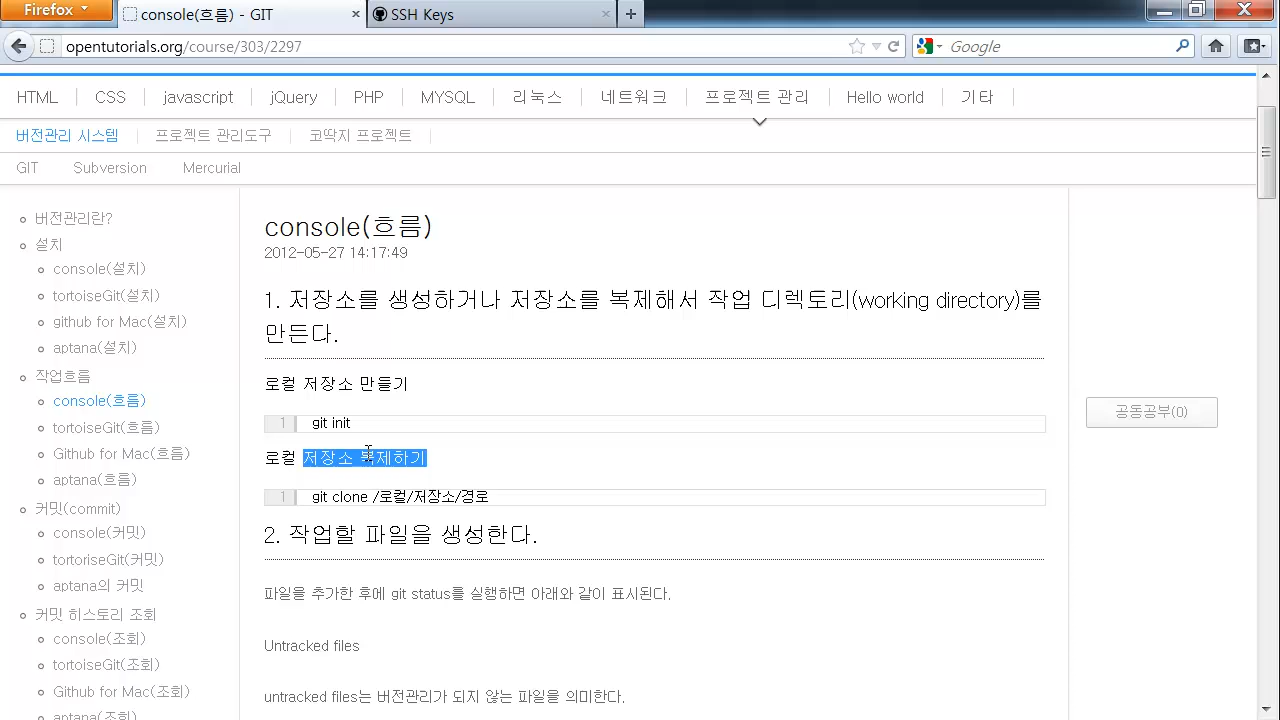 Firefox
console(흐름) - GIT
SSH Keys
opentutorials.org/course/303/2297
Google
HTML
CSS
javascript
jQuery
PHP
MYSQL
리눅스
네트워크
프로젝트 관리
Hello world
기타
버전관리 시스템
프로젝트 관리도구
코딱지 프로젝트
GIT
Subversion
Mercurial
버전관리란?
설치
console(설치)
tortoiseGit(설치)
github for Mac(설치)
aptana(설치)
작업흐름
console(흐름)
tortoiseGit(흐름)
Github for Mac(흐름)
aptana(흐름)
커밋(commit)
console(커밋)
tortoriseGit(커밋)
aptana의 커밋
커밋 히스토리 조회
console(조회)
tortoiseGit(조회)
Github for Mac(조회)
aptana(조회)
console(흐름)
2012-05-27 14:17:49
1. 저장소를 생성하거나 저장소를 복제해서 작업 디렉토리(working directory)를
만든다.
로컬 저장소 만들기
1 git init
로컬 저장소 복제하기
1 git clone /로컬/저장소/경로
2. 작업할 파일을 생성한다.
파일을 추가한 후에 git status를 실행하면 아래와 같이 표시된다.
Untracked files
untracked files는 버전관리가 되지 않는 파일을 의미한다.
공동공부(0)